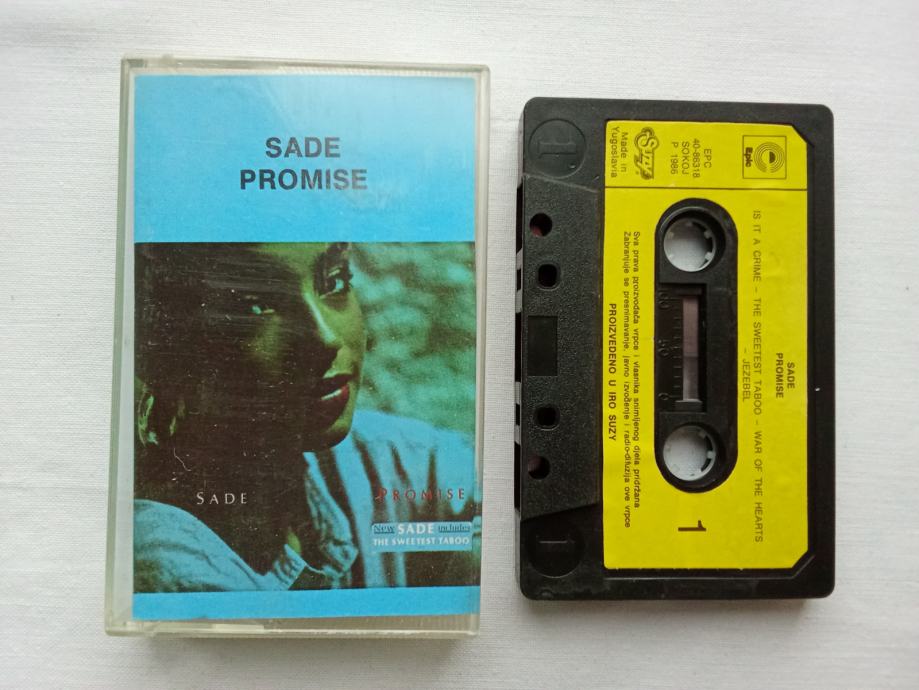 SADE
PROMISE
SADE
PROMISE
New SADE includes
THE SWEETEST TABOO
Epic
EPC
40-86318
SOKOJ
P 1986
Suzy
Made in
Yugoslavia
SADE
PROMISE
IS IT A CRIME – THE SWEETEST TABOO – WAR OF THE HEARTS
– JEZEBEL
1
Sva prava proizvođača vrpce i vlasnika snimljenog djela pridržana
Zabranjuje se presnimavanje, javno izvođenje i radio-difuzija ove vrpce
PROIZVEDENO U IRO SUZY
1
1